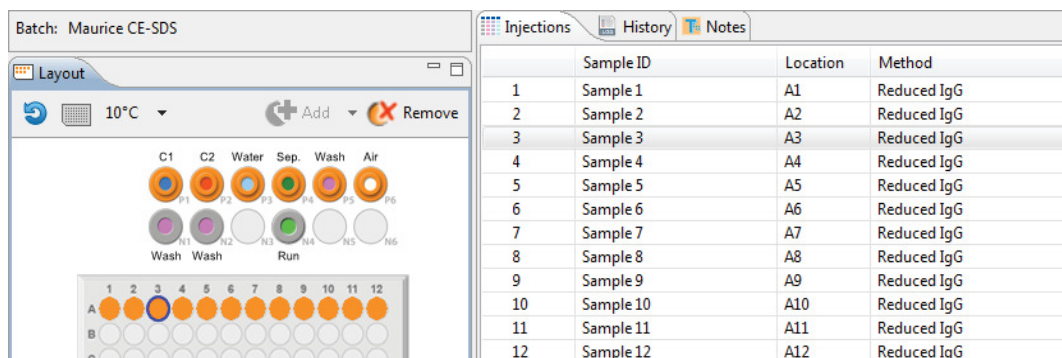 Batch: Maurice CE-SDS
Layout
10°C
Add
Remove
C1 C2 Water Sep. Wash Air
P1 P2 P3 P4 P5 P6
N1 N2 N3 N4 N5 N6
Wash Wash Run
1 2 3 4 5 6 7 8 9 10 11 12
A
B
Injections History Notes
Sample ID Location Method
1 Sample 1 A1 Reduced IgG
2 Sample 2 A2 Reduced IgG
3 Sample 3 A3 Reduced IgG
4 Sample 4 A4 Reduced IgG
5 Sample 5 A5 Reduced IgG
6 Sample 6 A6 Reduced IgG
7 Sample 7 A7 Reduced IgG
8 Sample 8 A8 Reduced IgG
9 Sample 9 A9 Reduced IgG
10 Sample 10 A10 Reduced IgG
11 Sample 11 A11 Reduced IgG
12 Sample 12 A12 Reduced IgG